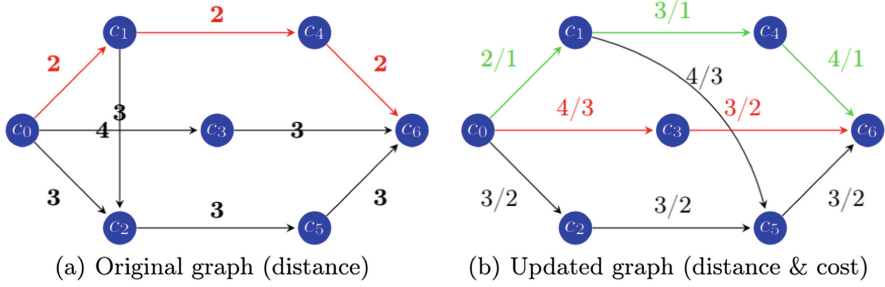 2 3/1
c₁ c₄ c₁ c₄
2 2 2/1 4/3 4/1
3
c₀ 4 c₃ 3 c₆ c₀ 4/3 c₃ 3/2 c₆
3 3 3 3/2 3/2 3/2
c₂ c₅ c₂ c₅
(a) Original graph (distance) (b) Updated graph (distance & cost)